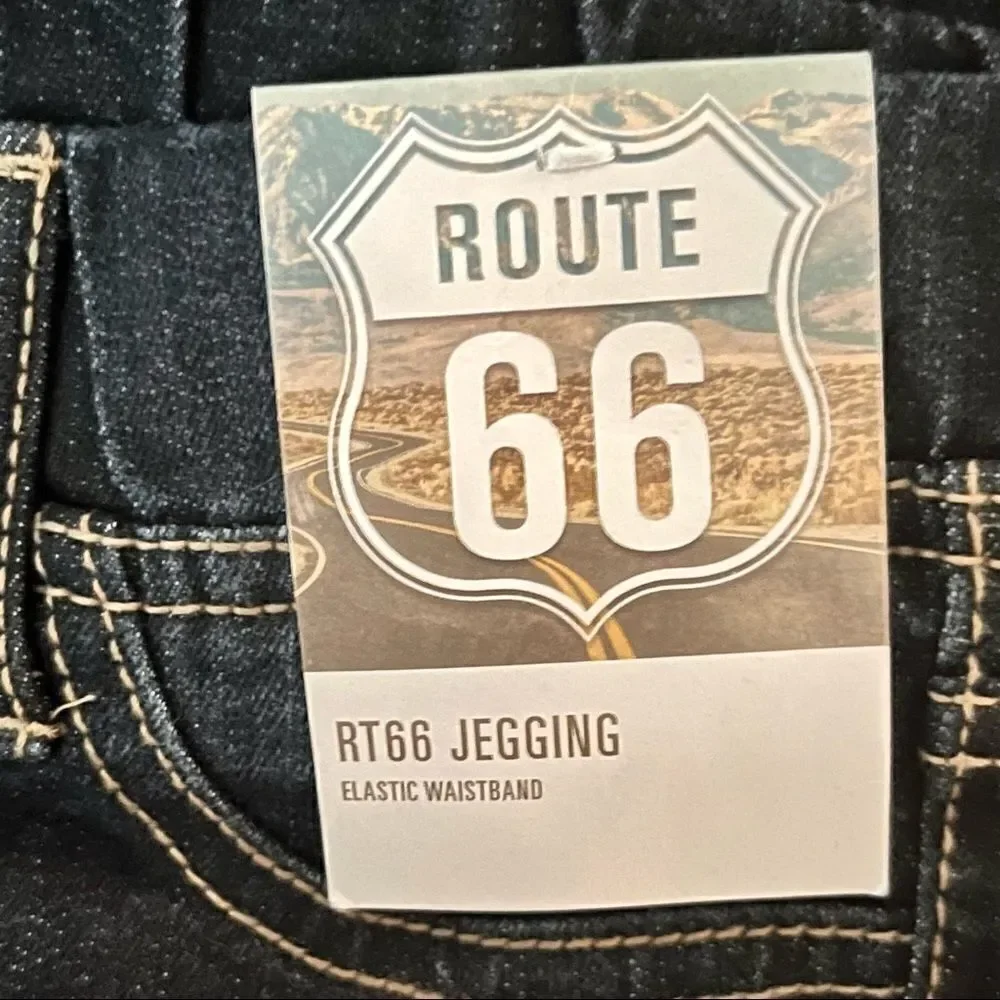 ROUTE
66
RT66 JEGGING
ELASTIC WAISTBAND